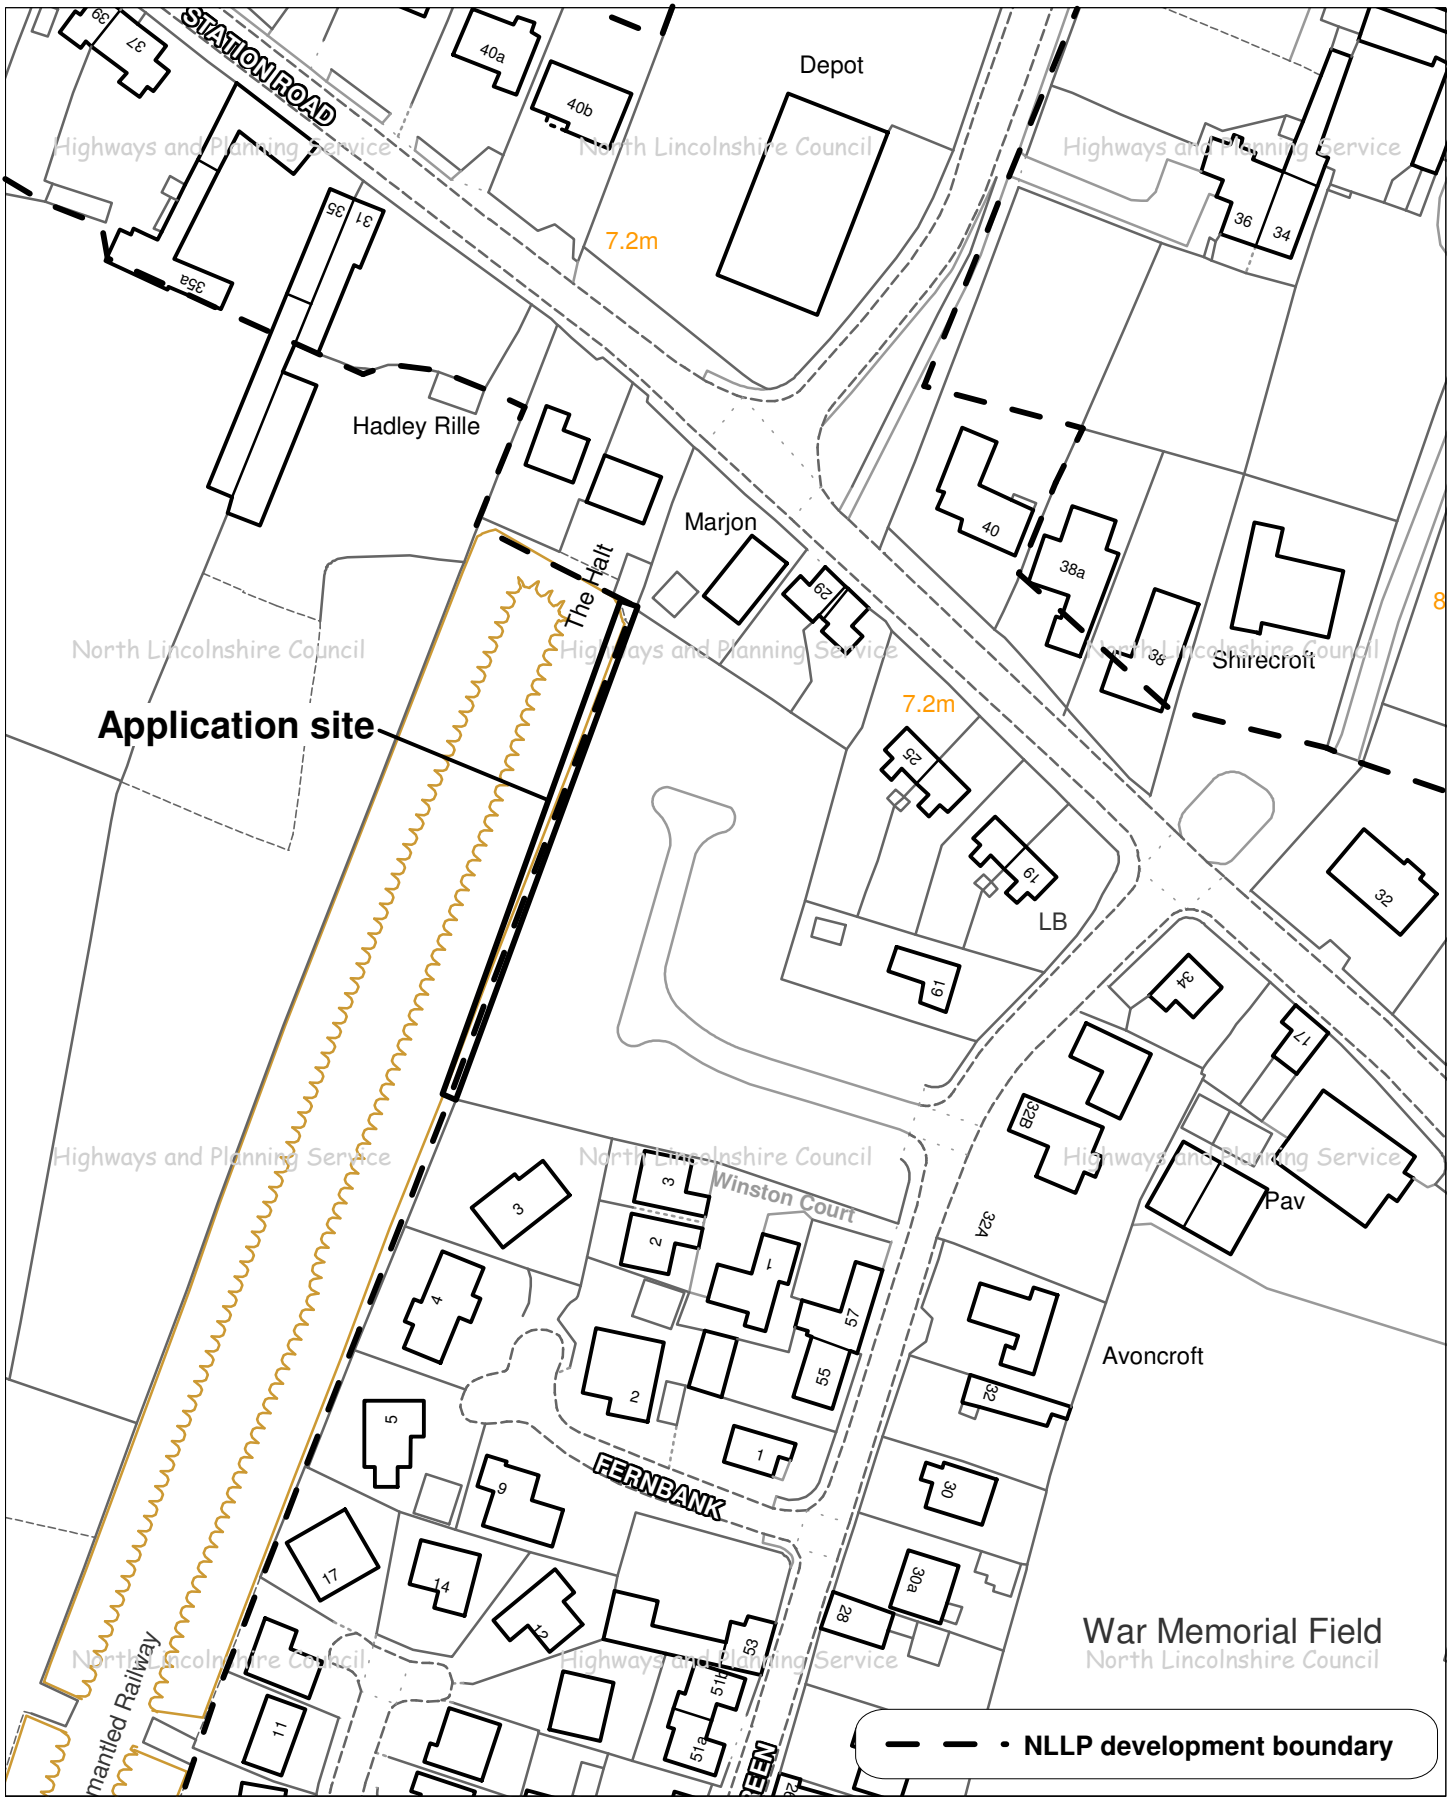 39
37
STATION ROAD
40a
40b
Depot
Highways and Planning Service
North Lincolnshire Council
Highways and Planning Service
36
34
35
31
7.2m
35a
Hadley Rille
Marjon
40
The Halt
38a
29
8
North Lincolnshire Council
Highways and Planning Service
North Lincolnshire Council
38
Shirecroft
7.2m
Application site
25
19
32
LB
61
34
17
32B
Highways and Planning Service
North Lincolnshire Council
Highways and Planning Service
3
3
Winston Court
Pav
32A
2
1
4
57
Avoncroft
55
2
32
5
1
FERNBANK
9
30
17
14
30a
28
12
War Memorial Field
53
North Lincolnshire Council
Highways and Planning Service
North Lincolnshire Council
mantled Railway
51b
11
51a
NLLP development boundary
REEN